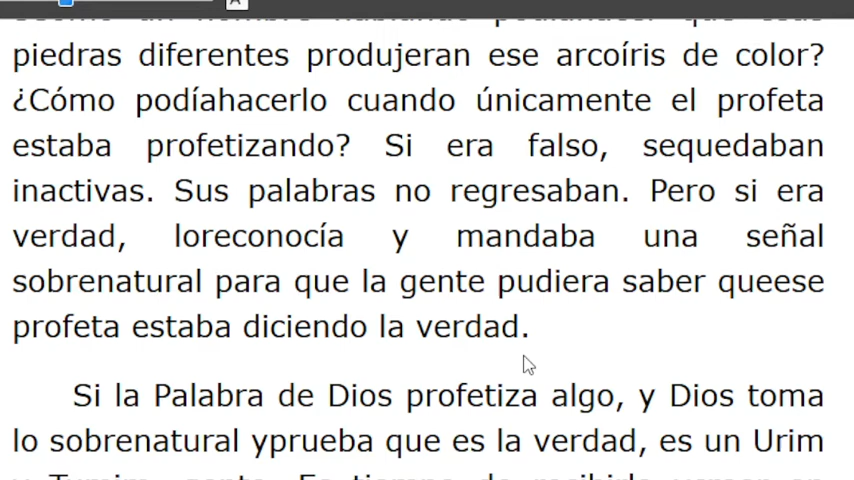 piedras diferentes produjeran ese arcoíris de color?
¿Cómo podíahacerlo cuando únicamente el profeta
estaba profetizando? Si era falso, sequedaban
inactivas. Sus palabras no regresaban. Pero si era
verdad, loreconocía y mandaba una señal
sobrenatural para que la gente pudiera saber queese
profeta estaba diciendo la verdad.
Si la Palabra de Dios profetiza algo, y Dios toma
lo sobrenatural yprueba que es la verdad, es un Urim